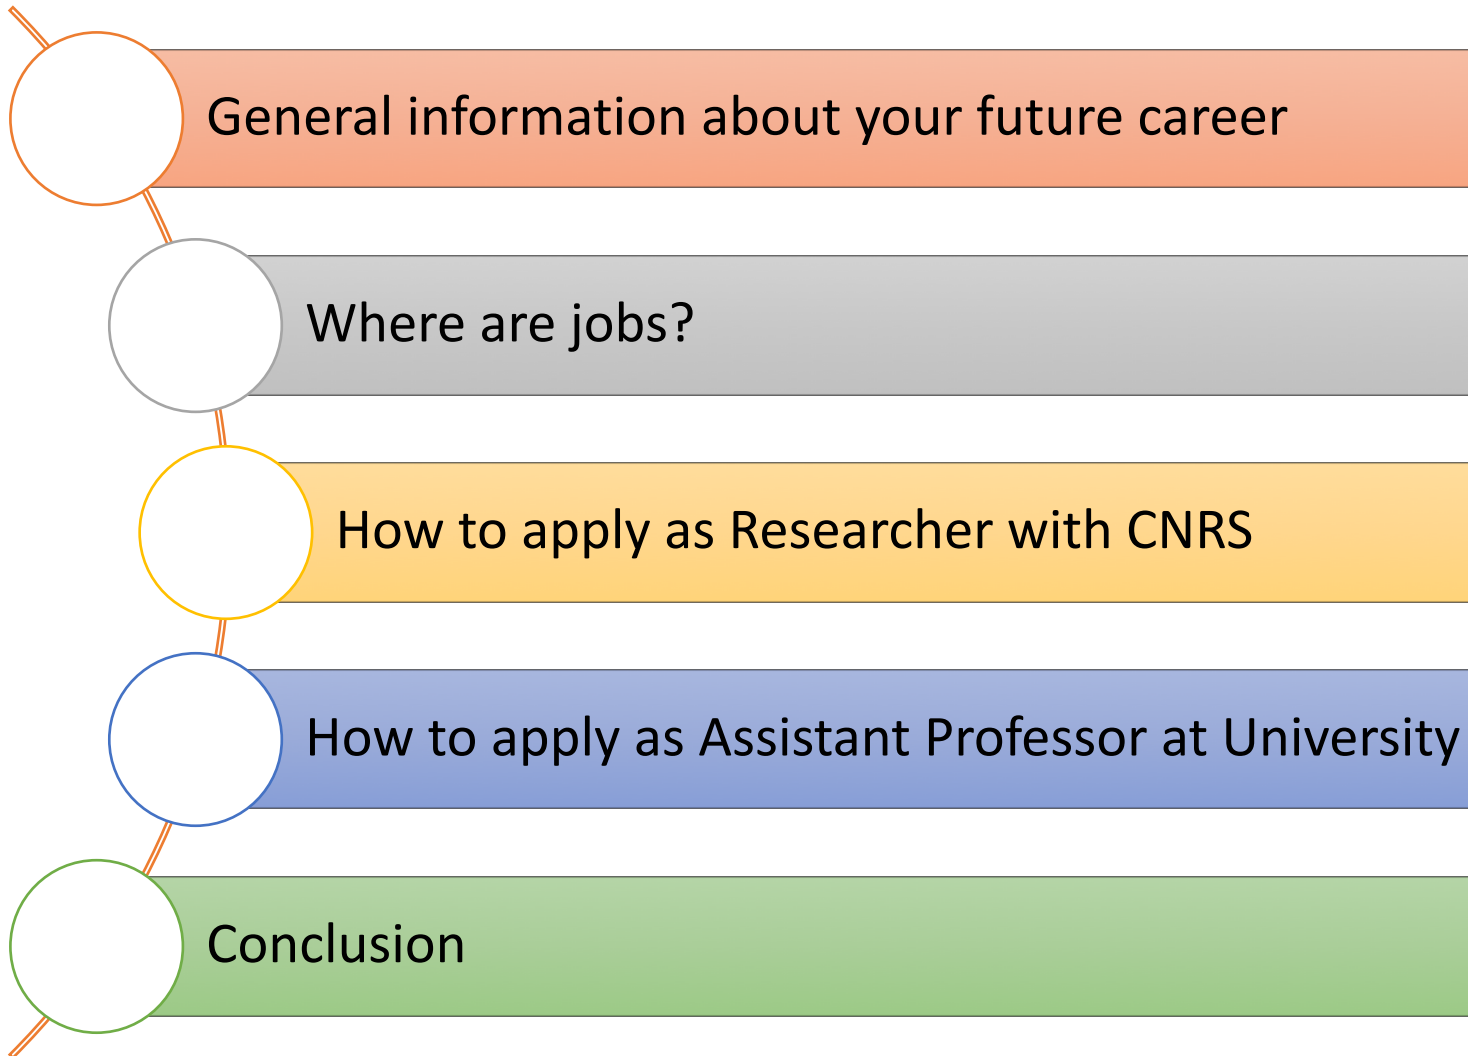 General information about your future career
Where are jobs?
How to apply as Researcher with CNRS
How to apply as Assistant Professor at University
Conclusion